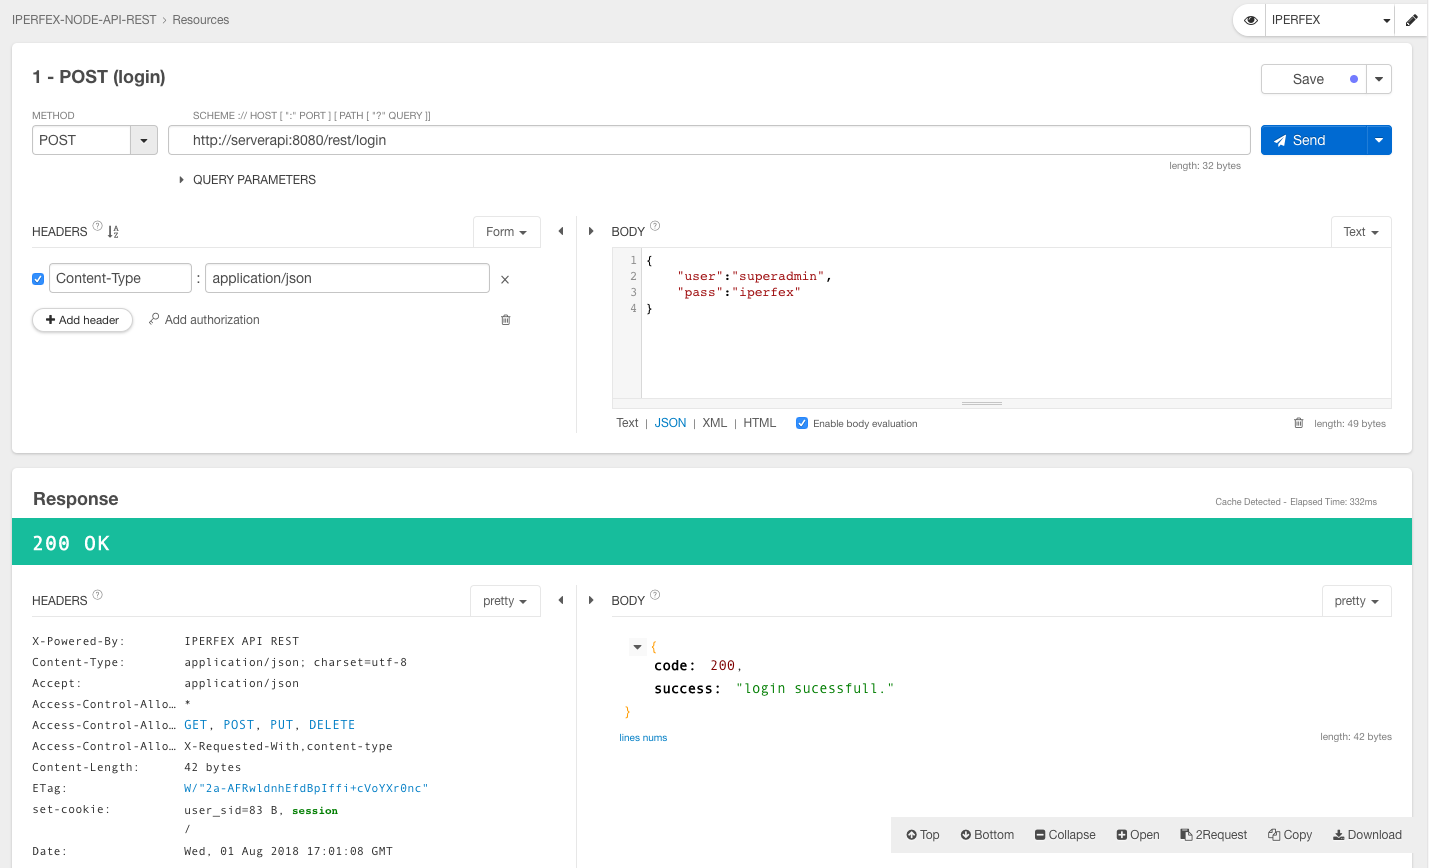 IPERFEX-NODE-API-REST › Resources
IPERFEX
1 - POST (login)
Save
METHOD
SCHEME :// HOST [ ":" PORT ] [ PATH [ "?" QUERY ]]
POST
http://serverapi:8080/rest/login
Send
length: 32 bytes
QUERY PARAMETERS
HEADERS ?
Form
BODY ?
Text
Content-Type : application/json
+ Add header
Add authorization
1 {
2 "user":"superadmin",
3 "pass":"iperfex"
4 }
Text | JSON | XML | HTML
Enable body evaluation
length: 49 bytes
Response
Cache Detected - Elapsed Time: 332ms
200 OK
HEADERS ?
pretty
BODY ?
pretty
X-Powered-By: IPERFEX API REST
Content-Type: application/json; charset=utf-8
Accept: application/json
Access-Control-Allo… *
Access-Control-Allo… GET, POST, PUT, DELETE
Access-Control-Allo… X-Requested-With,content-type
Content-Length: 42 bytes
ETag: W/"2a-AFRwldnhEfdBpIffi+cVoYXr0nc"
set-cookie: user_sid=83 B, session
/
Date: Wed, 01 Aug 2018 17:01:08 GMT
{
code: 200,
success: "login sucessfull."
}
lines nums
length: 42 bytes
Top
Bottom
Collapse
Open
2Request
Copy
Download